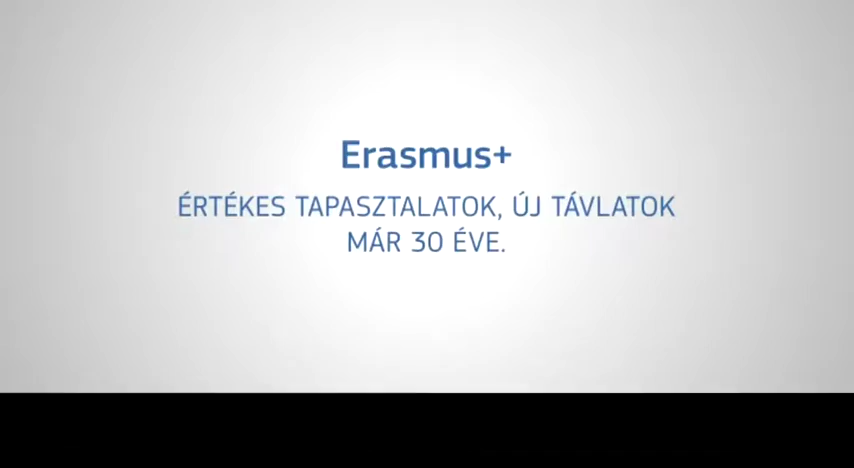 Erasmus+
ÉRTÉKES TAPASZTALATOK, ÚJ TÁVLATOK
MÁR 30 ÉVE.